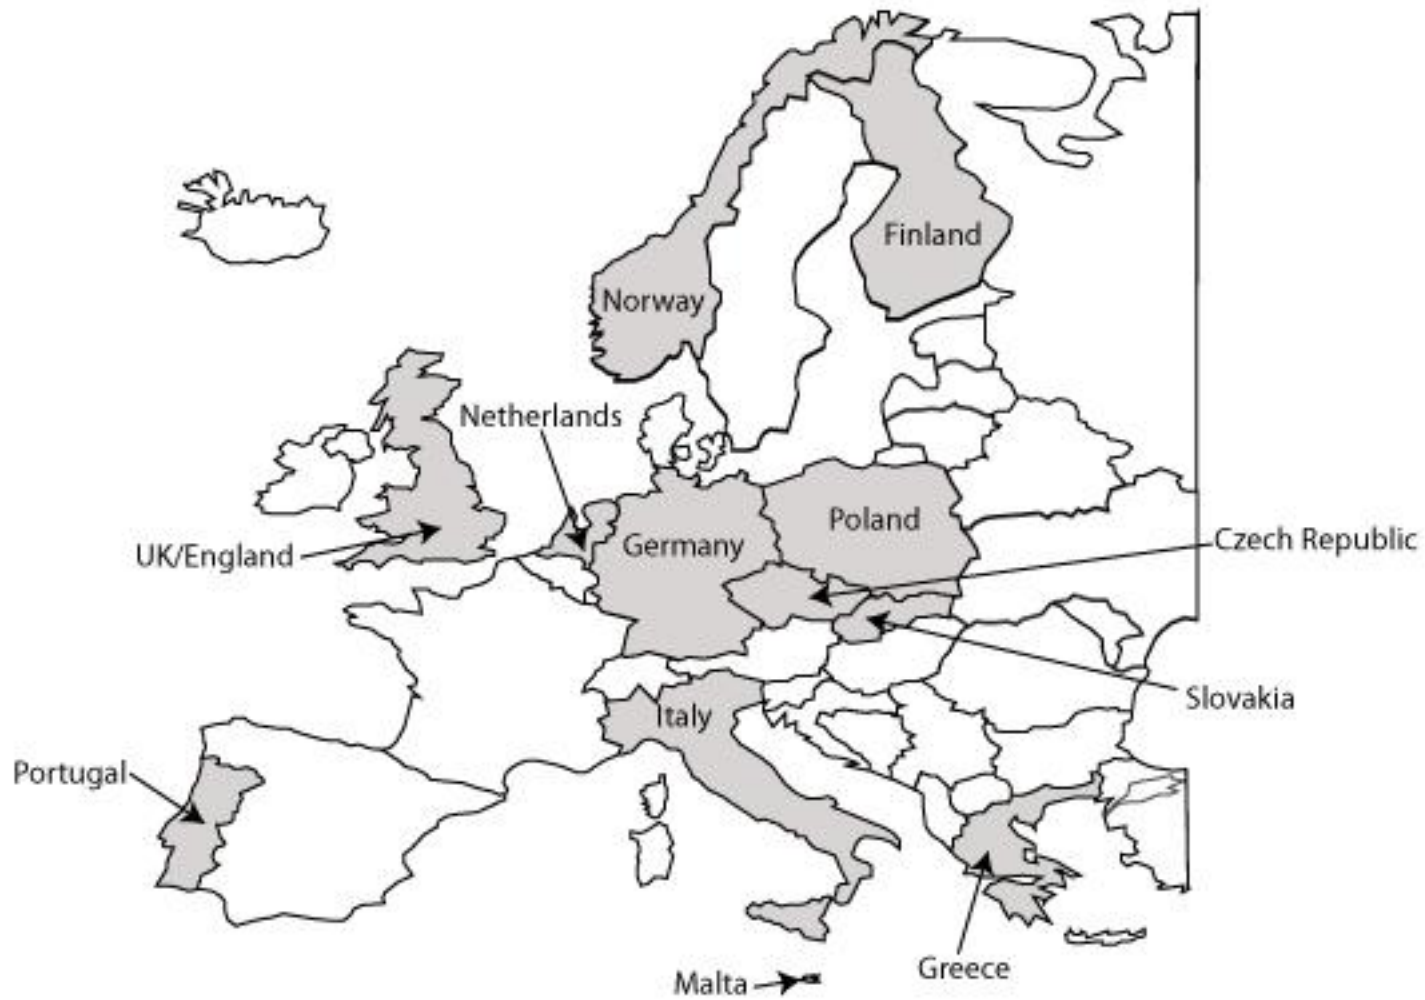 Finland
Norway
Netherlands
Poland
Czech Republic
Germany
UK/England
Slovakia
Italy
Portugal
Greece
Malta